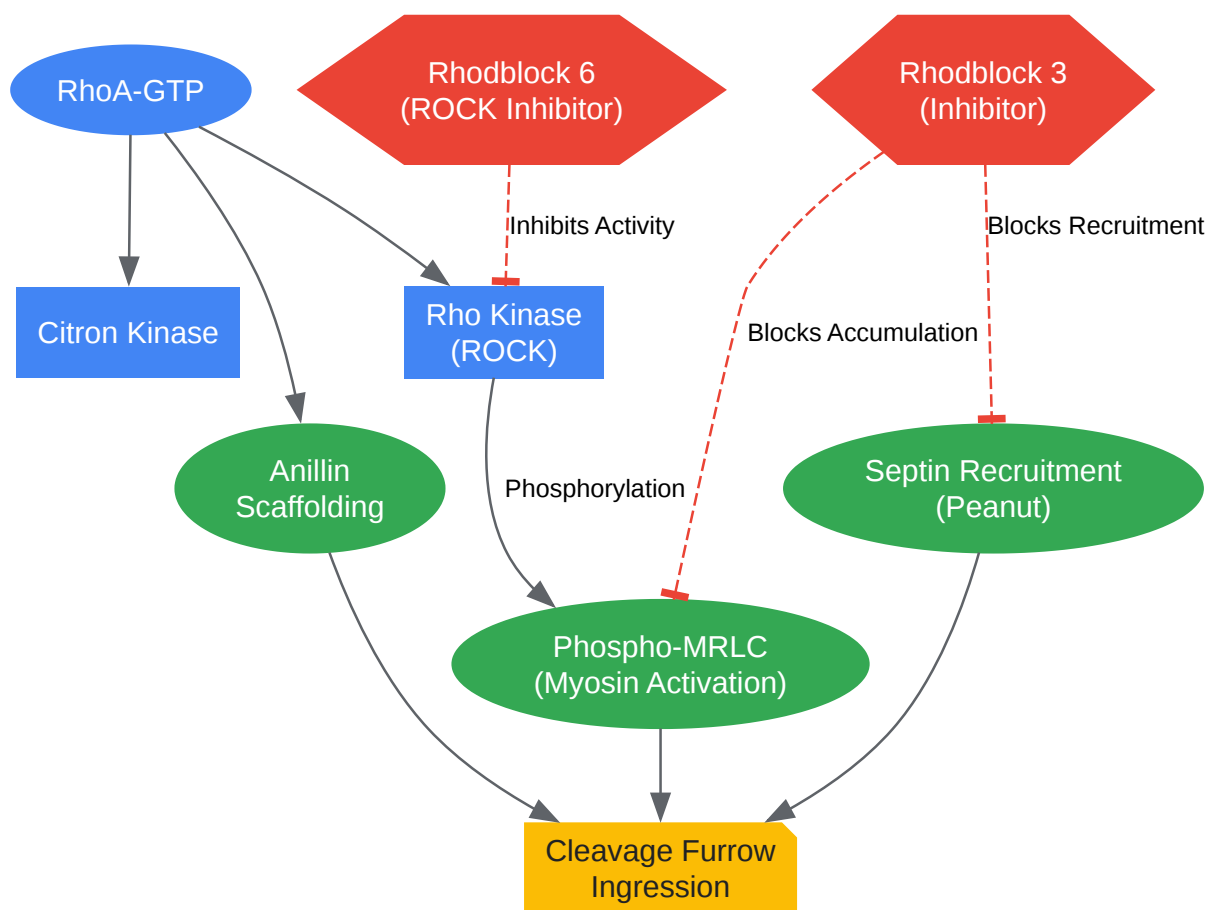 RhoA-GTP
Rhodblock 6
(ROCK Inhibitor)
Rhodblock 3
(Inhibitor)
Inhibits Activity
Blocks Recruitment
Citron Kinase
Rho Kinase
(ROCK)
Blocks Accumulation
Anillin
Scaffolding
Phosphorylation
Septin Recruitment
(Peanut)
Phospho-MRLC
(Myosin Activation)
Cleavage Furrow
Ingression